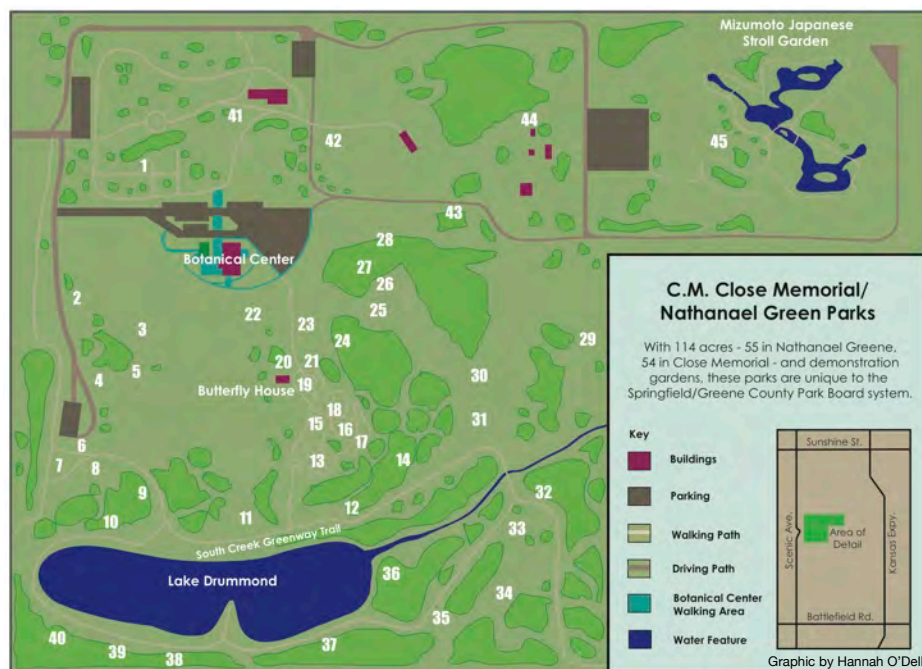 Mizumoto Japanese
Stroll Garden
41
42
44
45
1
43
28
Botanical Center
27
26
2
25
22
23
3
24
29
20
21
5
4
30
19
Butterfly House
18
31
15
16
17
6
7
8
13
14
9
32
12
10
11
33
South Creek Greenway Trail
36
Lake Drummond
34
35
40
37
39
38
C.M. Close Memorial/
Nathanael Green Parks
With 114 acres - 55 in Nathanael Greene,
54 in Close Memorial - and demonstration
gardens, these parks are unique to the
Springfield/Greene County Park Board system.
Key
Buildings
Parking
Walking Path
Driving Path
Botanical Center
Walking Area
Water Feature
Sunshine St.
Scenic Ave.
Kansas Expy.
Area of
Detail
Battlefield Rd.
Graphic by Hannah O'Dell